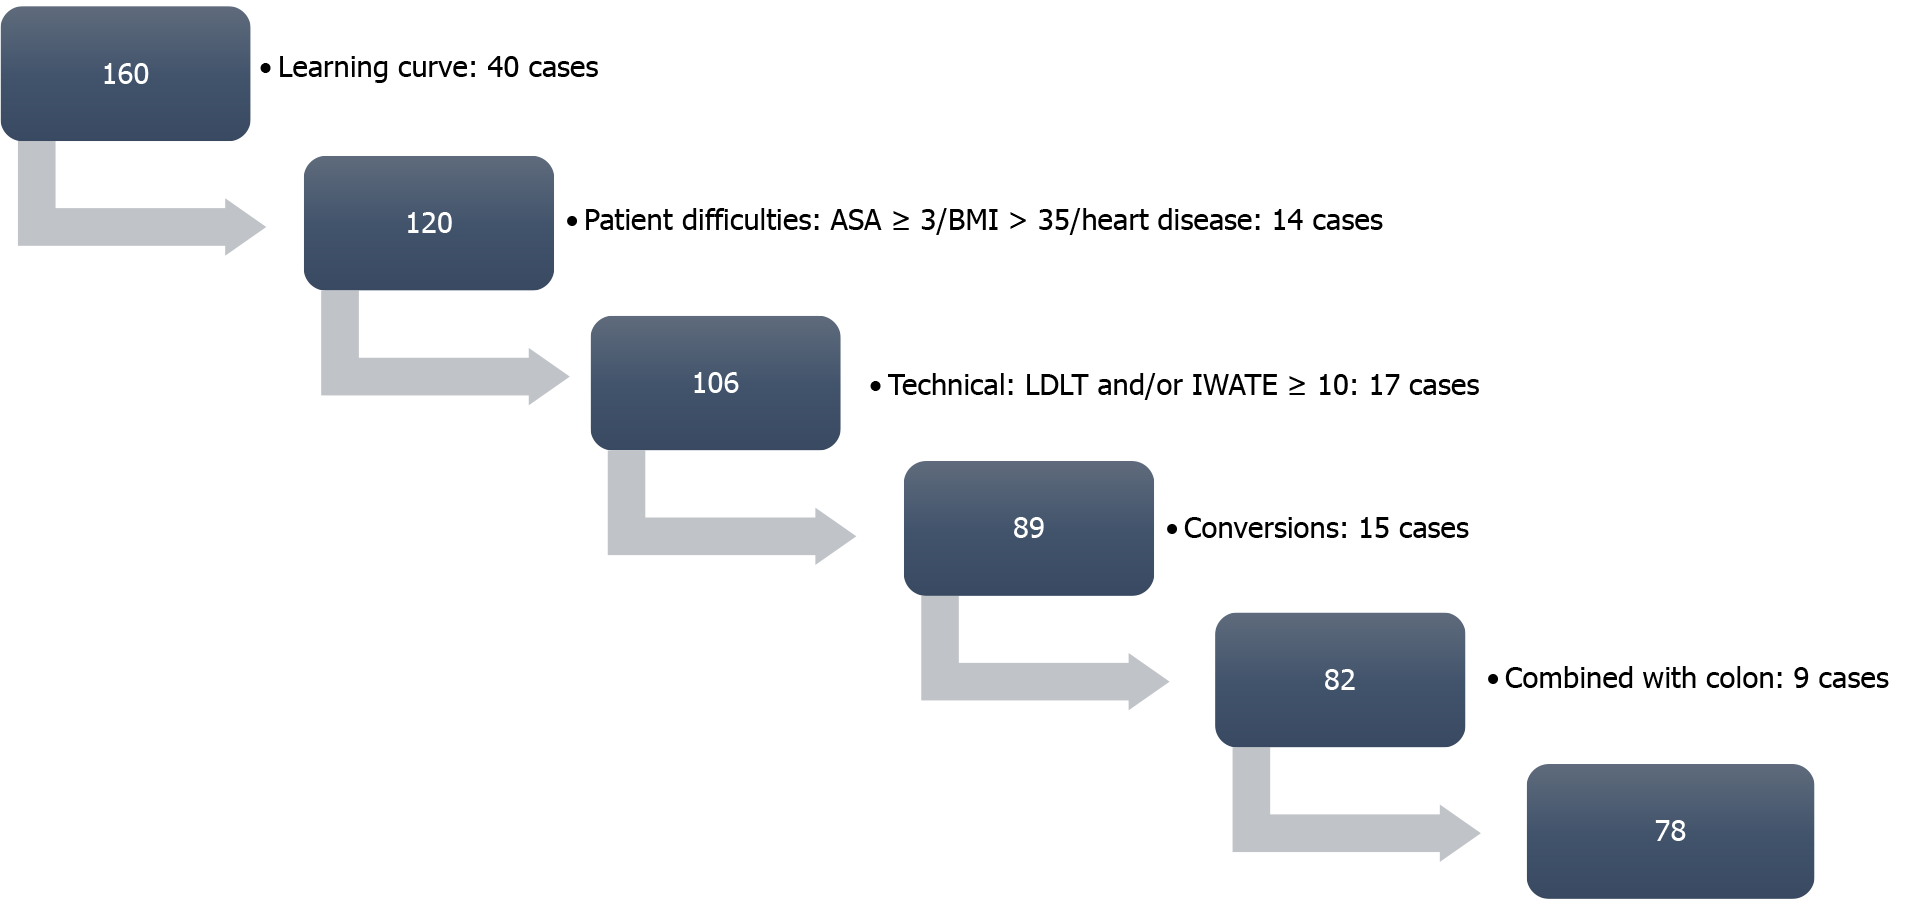 160
• Learning curve: 40 cases
120
• Patient difficulties: ASA ≥ 3/BMI > 35/heart disease: 14 cases
106
• Technical: LDLT and/or IWATE ≥ 10: 17 cases
89
• Conversions: 15 cases
82
• Combined with colon: 9 cases
78